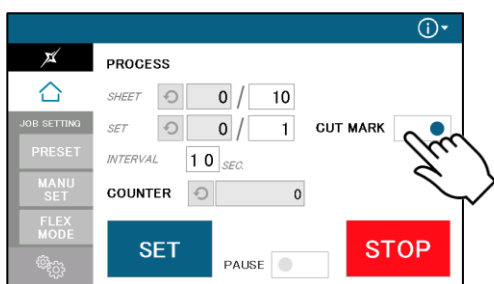 PROCESS
SHEET 0 / 10
JOB SETTING
SET 0 / 1 CUT MARK
PRESET
INTERVAL 10 SEC.
MANU
SET
COUNTER 0
FLEX
MODE
SET
PAUSE
STOP